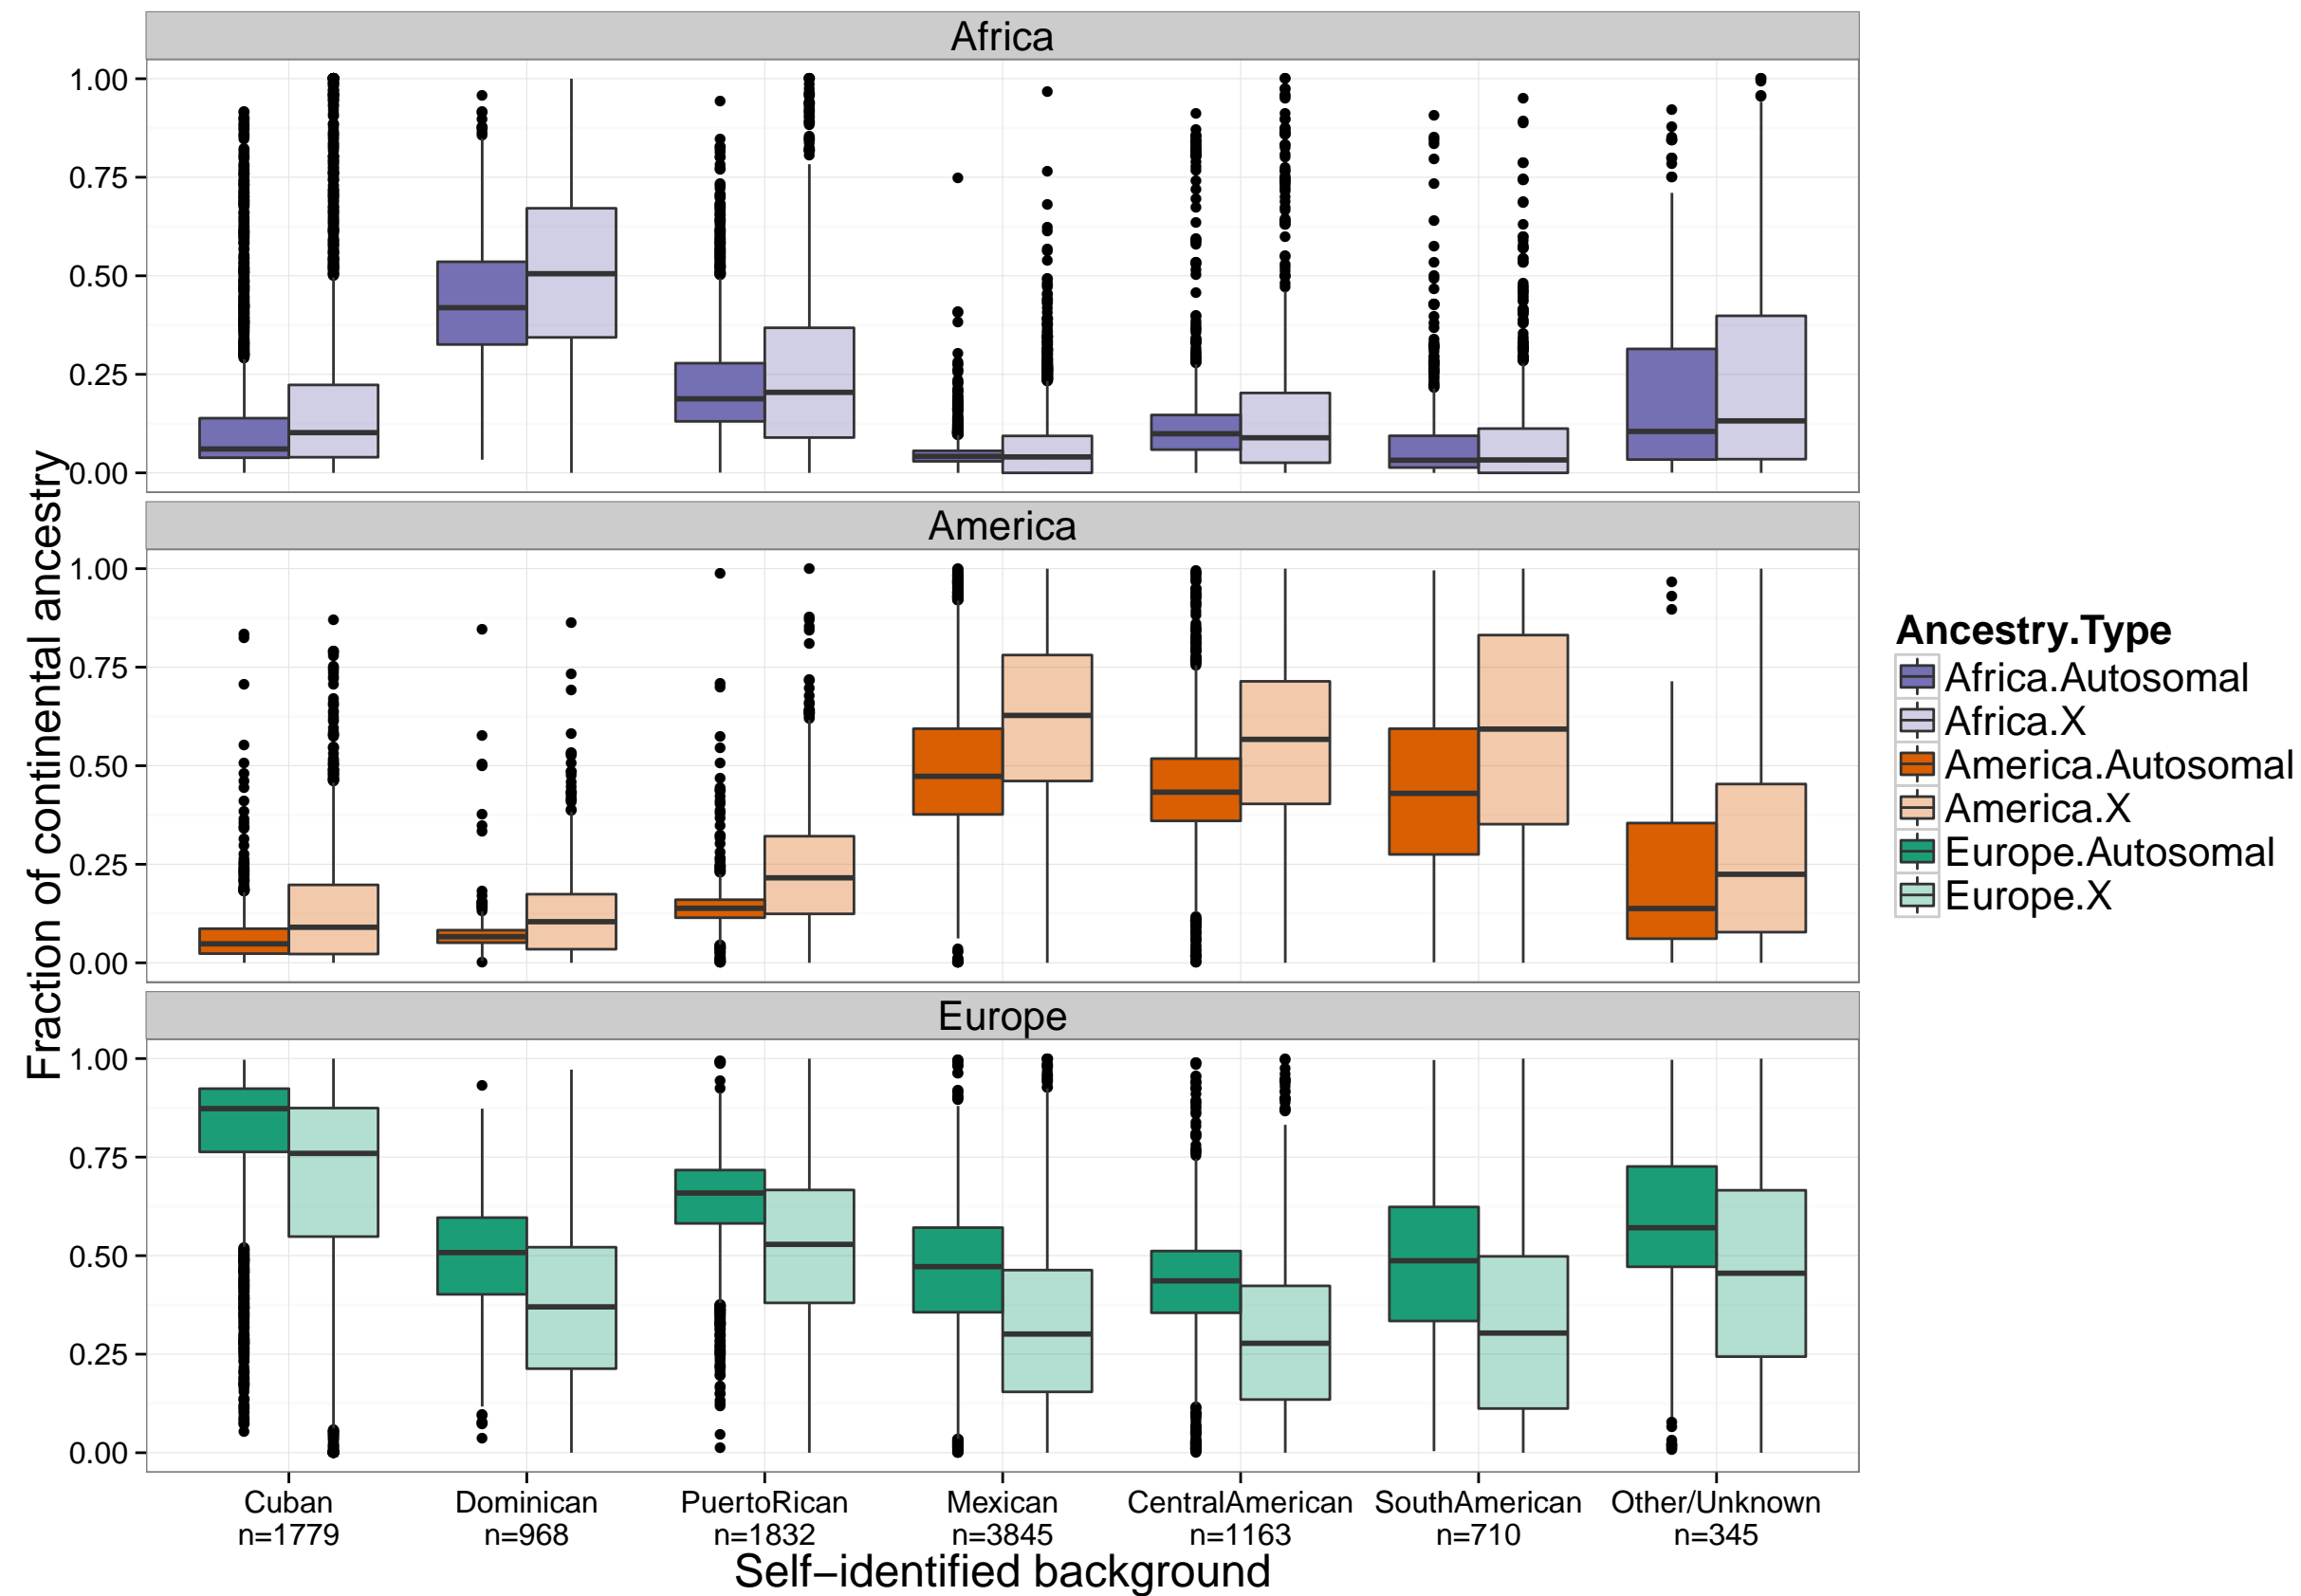 Africa
1.00
0.75
0.50
0.25
0.00
America
1.00
0.75
0.50
0.25
0.00
Europe
1.00
0.75
0.50
0.25
0.00
Fraction of continental ancestry
Cuban
n=1779
Dominican
n=968
PuertoRican
n=1832
Mexican
n=3845
CentralAmerican
n=1163
SouthAmerican
n=710
Other/Unknown
n=345
Self−identified background
Ancestry.Type
Africa.Autosomal
Africa.X
America.Autosomal
America.X
Europe.Autosomal
Europe.X